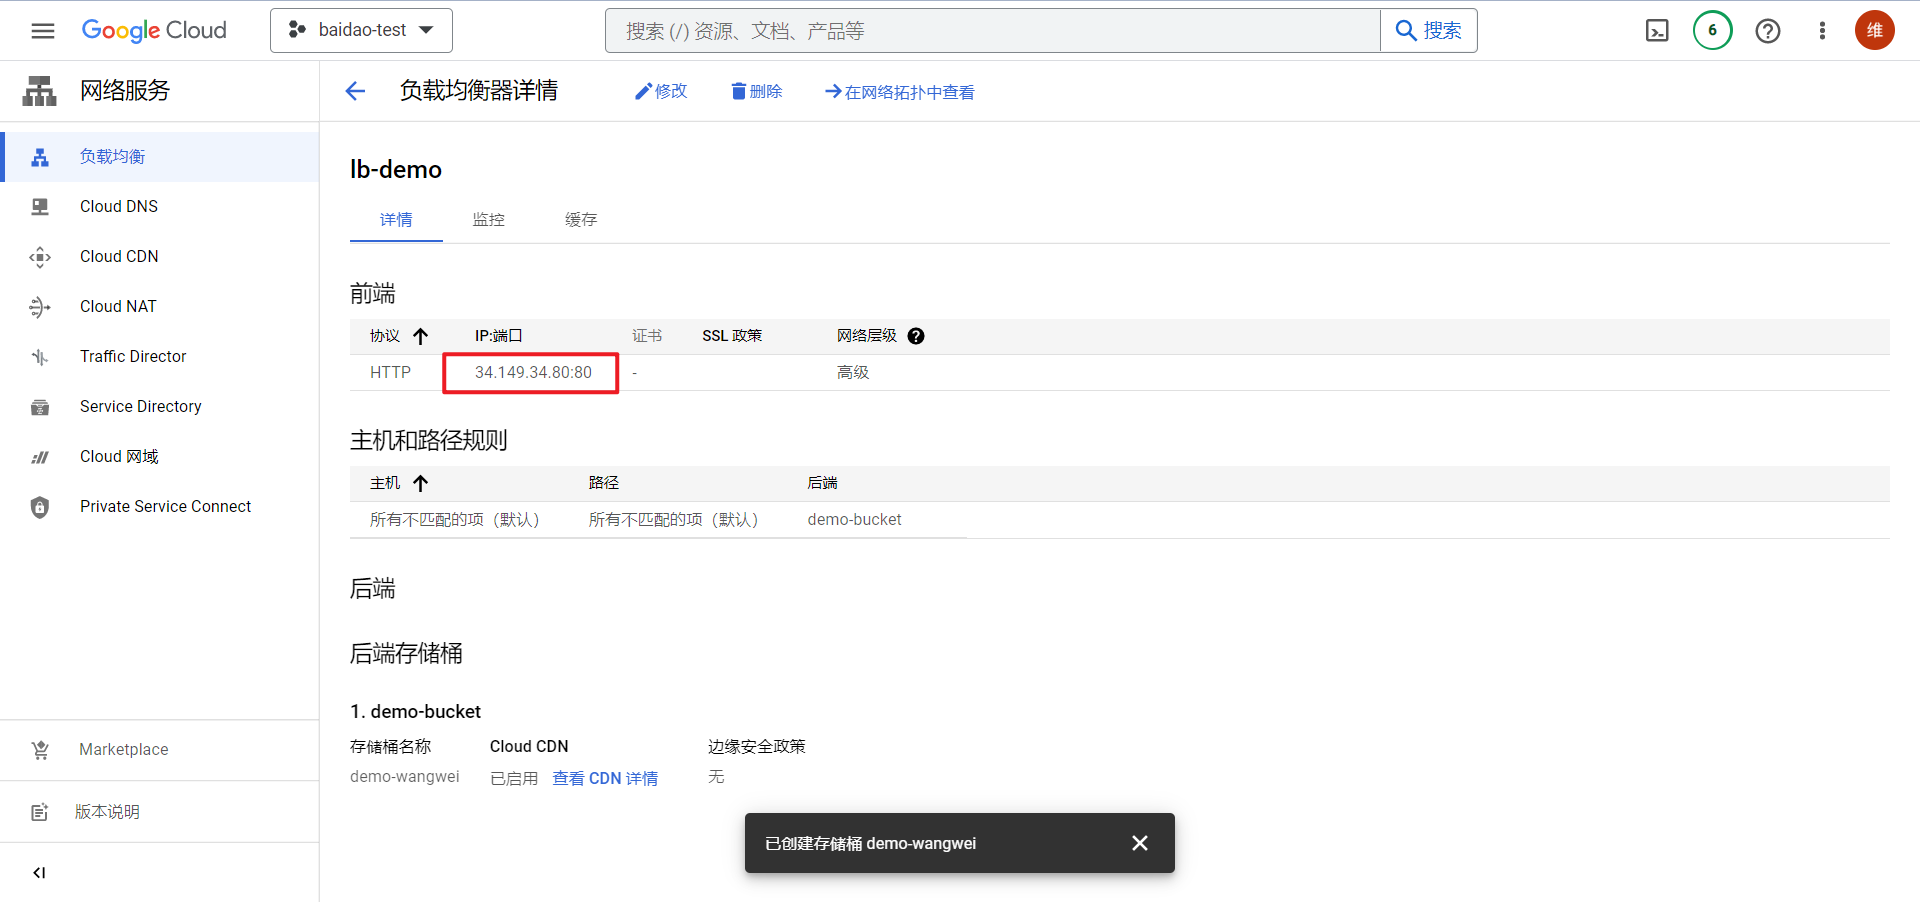 Google Cloud
baidao-test
搜索 (/) 资源、文档、产品等
搜索
6
维
网络服务
负载均衡器详情
修改
删除
在网络拓扑中查看
负载均衡
Cloud DNS
Cloud CDN
Cloud NAT
Traffic Director
Service Directory
Cloud 网域
Private Service Connect
Marketplace
版本说明
lb-demo
详情 监控 缓存
前端
协议 IP:端口 证书 SSL 政策 网络层级
HTTP 34.149.34.80:80 - 高级
主机和路径规则
主机 路径 后端
所有不匹配的项（默认） 所有不匹配的项（默认） demo-bucket
后端
后端存储桶
1. demo-bucket
存储桶名称 Cloud CDN 边缘安全政策
demo-wangwei 已启用 查看 CDN 详情 无
已创建存储桶 demo-wangwei